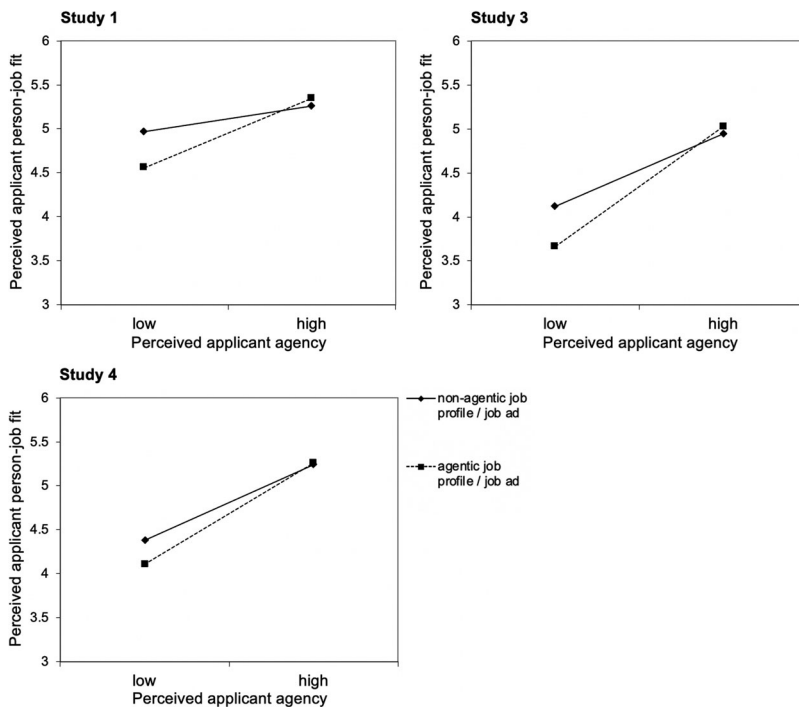 Study 1
Perceived applicant person-job fit
6
5.5
5
4.5
4
3.5
3
low
high
Perceived applicant agency
Study 3
Perceived applicant person-job fit
6
5.5
5
4.5
4
3.5
3
low
high
Perceived applicant agency
Study 4
Perceived applicant person-job fit
6
5.5
5
4.5
4
3.5
3
low
high
Perceived applicant agency
non-agentic job
profile / job ad
agentic job
profile / job ad